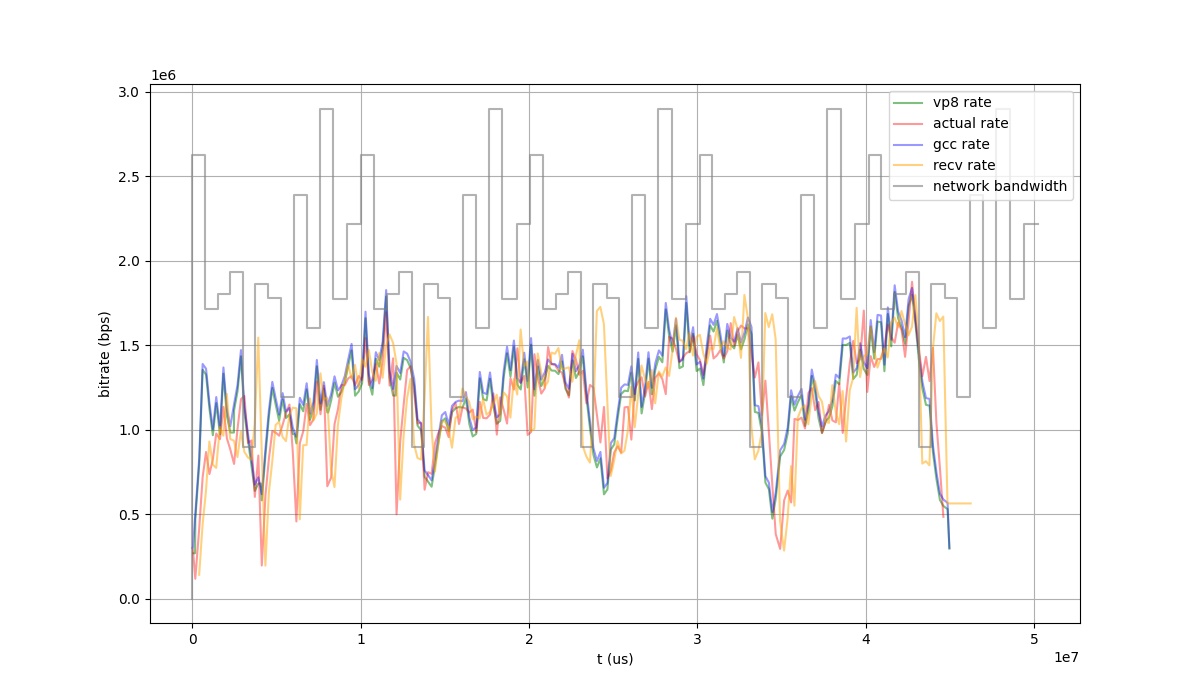 1e6
3.0
2.5
2.0
1.5
1.0
0.5
0.0
bitrate (bps)
vp8 rate
actual rate
gcc rate
recv rate
network bandwidth
0 1 2 3 4 5
t (us)
1e7